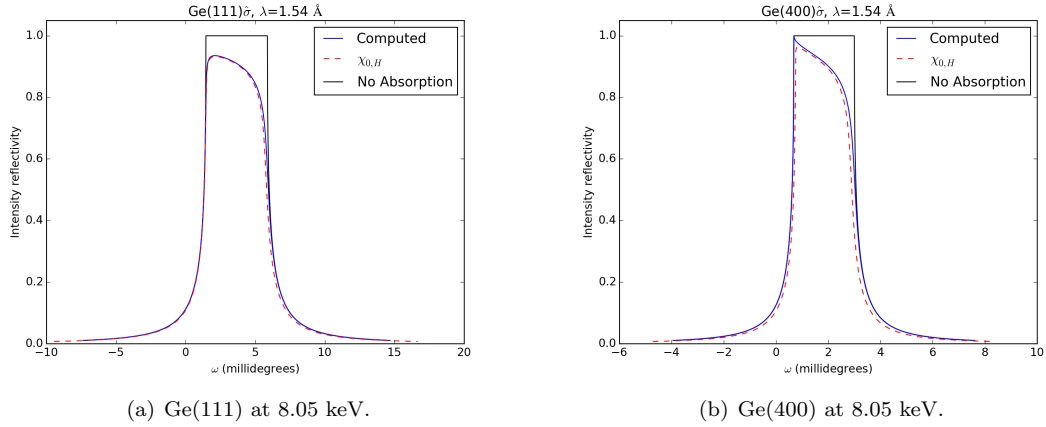 Ge(111)σ̂, λ=1.54 Å
Intensity reflectivity
1.0
0.8
0.6
0.4
0.2
0.0
−10 −5 0 5 10 15 20
ω (millidegrees)
Computed
χ0,H
No Absorption
(a) Ge(111) at 8.05 keV.
Ge(400)σ̂, λ=1.54 Å
Intensity reflectivity
1.0
0.8
0.6
0.4
0.2
0.0
−6 −4 −2 0 2 4 6 8 10
ω (millidegrees)
Computed
χ0,H
No Absorption
(b) Ge(400) at 8.05 keV.